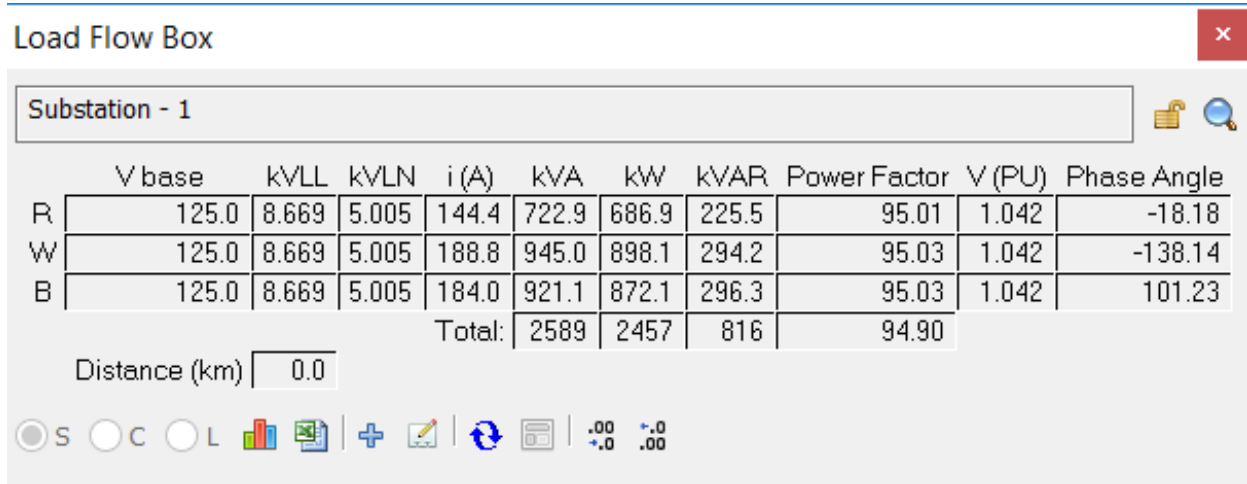 Load Flow Box
Substation - 1
V base kVLL kVLN i (A) kVA kW kVAR Power Factor V (PU) Phase Angle
R 125.0 8.669 5.005 144.4 722.9 686.9 225.5 95.01 1.042 -18.18
W 125.0 8.669 5.005 188.8 945.0 898.1 294.2 95.03 1.042 -138.14
B 125.0 8.669 5.005 184.0 921.1 872.1 296.3 95.03 1.042 101.23
Total: 2589 2457 816 94.90
Distance (km) 0.0
S C L .00 .0 .0 .00